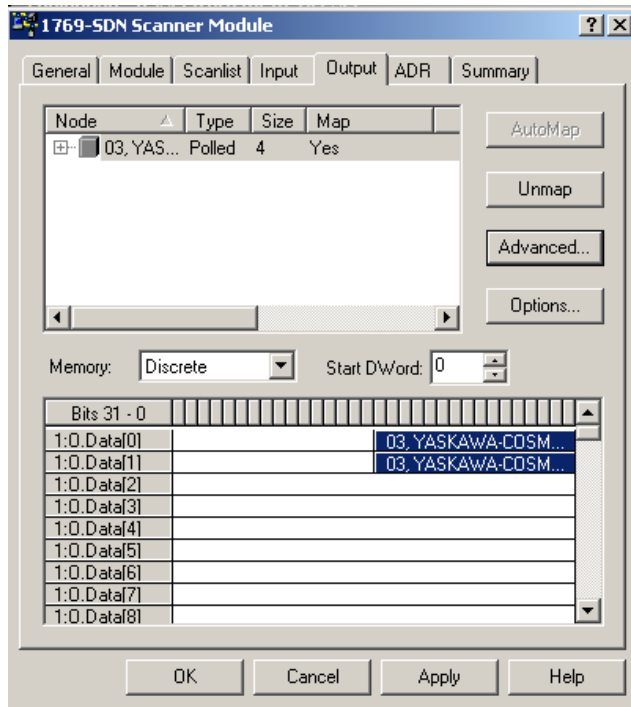 1769-SDN Scanner Module
General Module Scanlist Input Output ADR Summary
Node Type Size Map
03, YAS... Polled 4 Yes
AutoMap
Unmap
Advanced...
Options...
Memory: Discrete Start DWord: 0
Bits 31 - 0
1:O.Data[0] 03, YASKAWA-COSM...
1:O.Data[1] 03, YASKAWA-COSM...
1:O.Data[2]
1:O.Data[3]
1:O.Data[4]
1:O.Data[5]
1:O.Data[6]
1:O.Data[7]
1:O.Data[8]
OK Cancel Apply Help